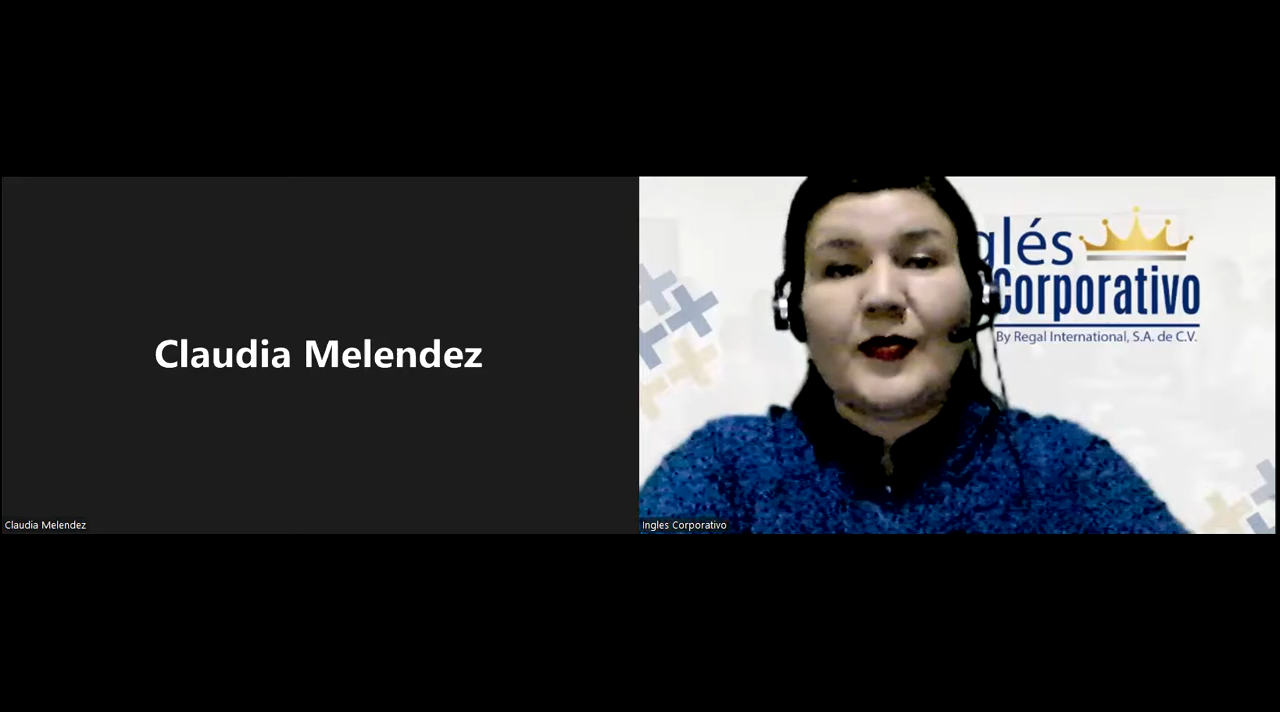 Claudia Melendez
Claudia Melendez
glés
Corporativo
By Regal International, S.A. de C.V.
Ingles Corporativo